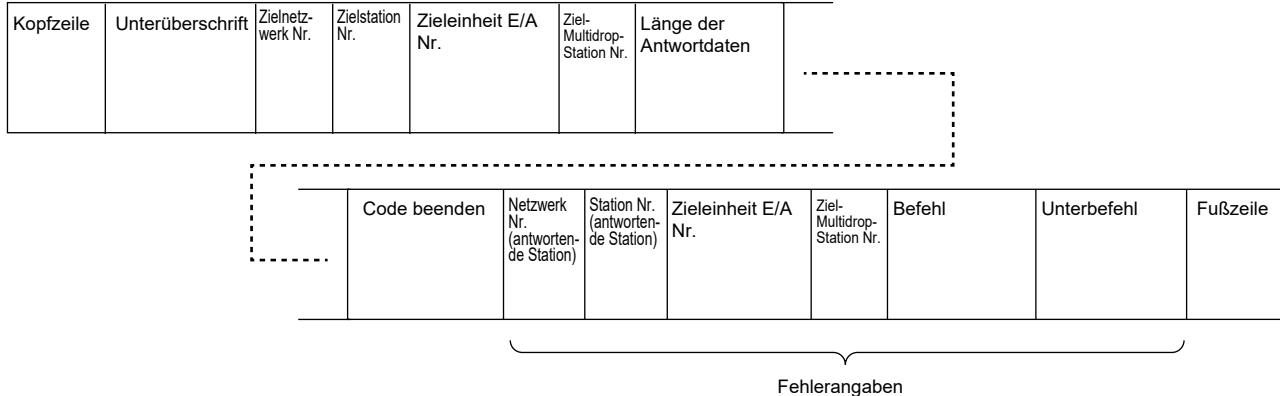 Kopfzeile
Unterüberschrift
Zielnetz-
werk Nr.
Zielstation
Nr.
Zieleinheit E/A
Nr.
Ziel-
Multidrop-
Station Nr.
Länge der
Antwortdaten
Code beenden
Netzwerk
Nr.
(antworten-
de Station)
Station Nr.
(antworten-
de Station)
Zieleinheit E/A
Nr.
Ziel-
Multidrop-
Station Nr.
Befehl
Unterbefehl
Fußzeile
Fehlerangaben